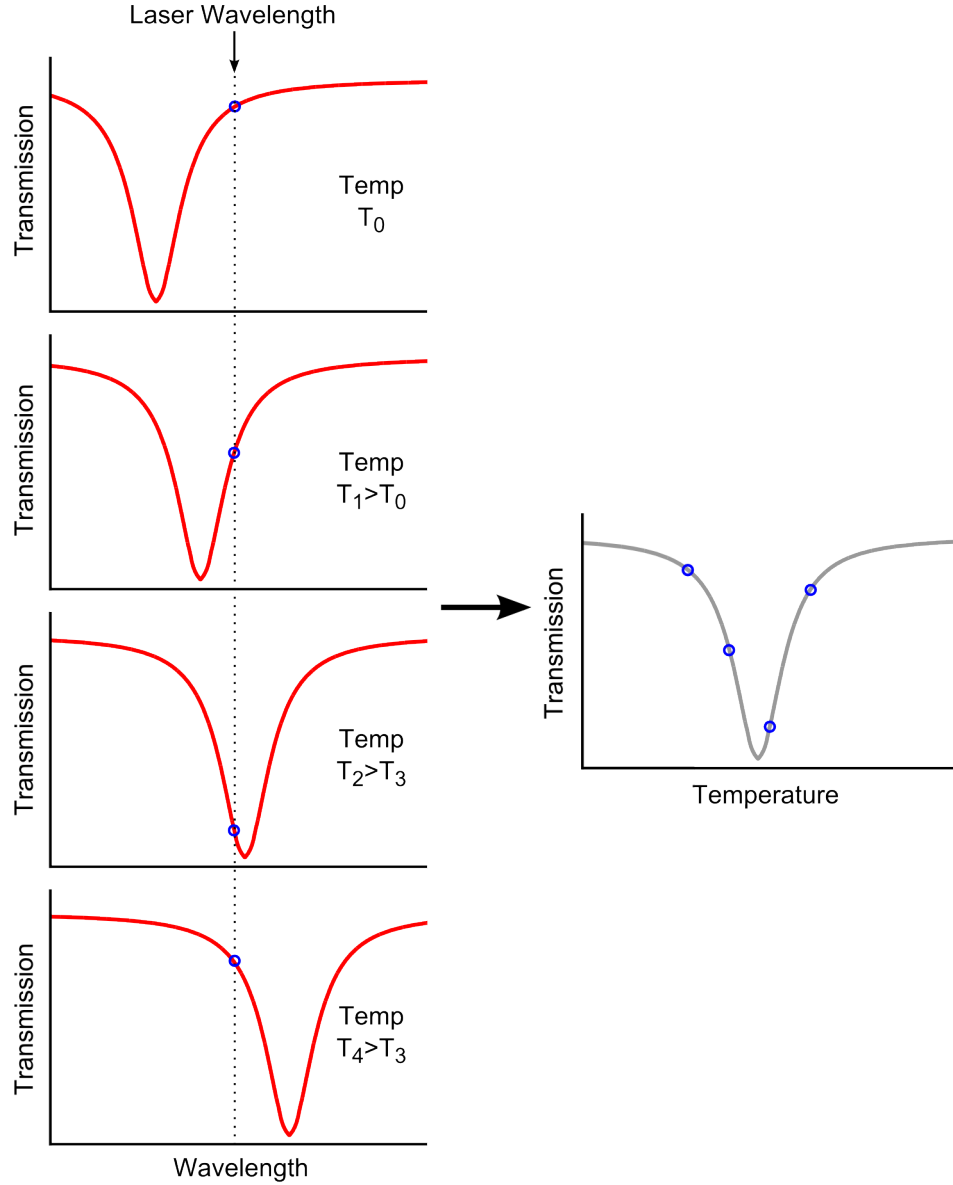 Laser Wavelength
Transmission
Temp
T0
Transmission
Temp
T1>T0
Transmission
Temp
T2>T3
Transmission
Temp
T4>T3
Wavelength
Transmission
Temperature